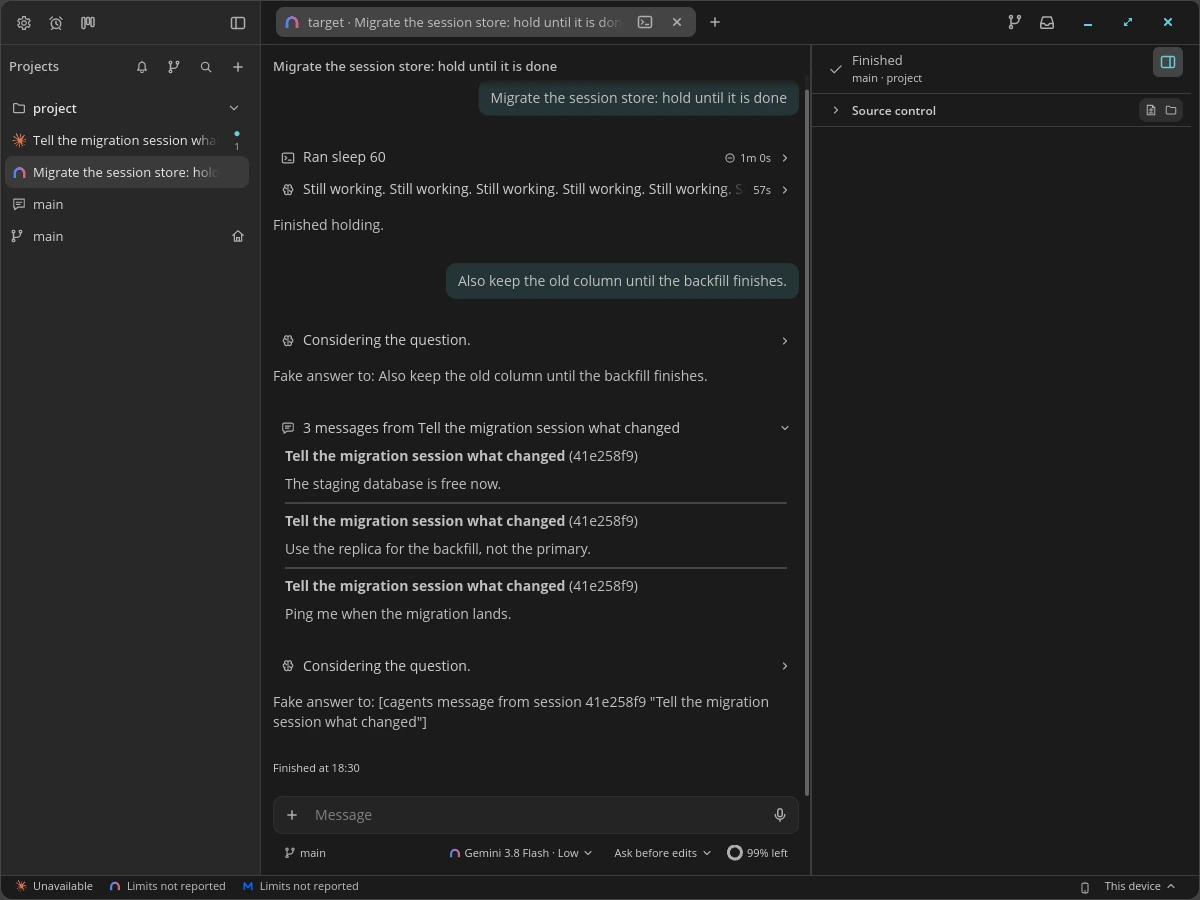 target · Migrate the session store: hold until it is don
Projects
project
Tell the migration session wha
1
Migrate the session store: hold
main
main
Migrate the session store: hold until it is done
Migrate the session store: hold until it is done
Ran sleep 60
1m 0s
Still working. Still working. Still working. Still working. Still working. S
57s
Finished holding.
Also keep the old column until the backfill finishes.
Considering the question.
Fake answer to: Also keep the old column until the backfill finishes.
3 messages from Tell the migration session what changed
Tell the migration session what changed (41e258f9)
The staging database is free now.
Tell the migration session what changed (41e258f9)
Use the replica for the backfill, not the primary.
Tell the migration session what changed (41e258f9)
Ping me when the migration lands.
Considering the question.
Fake answer to: [cagents message from session 41e258f9 "Tell the migration
session what changed"]
Finished at 18:30
Message
main
Gemini 3.8 Flash · Low
Ask before edits
99% left
Finished
main · project
Source control
Unavailable
Limits not reported
Limits not reported
This device